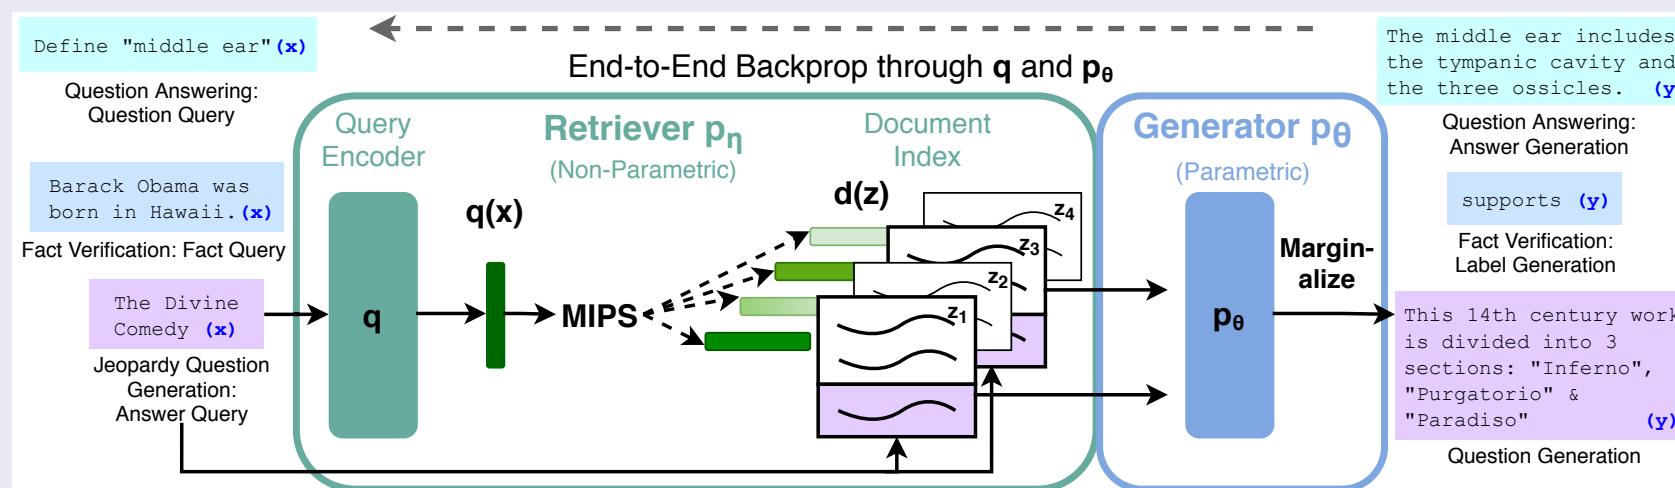 Define "middle ear" (x)
Question Answering:
Question Query
Barack Obama was
born in Hawaii. (x)
Fact Verification: Fact Query
The Divine
Comedy (x)
Jeopardy Question
Generation:
Answer Query
End-to-End Backprop through q and pθ
Query
Encoder
q
q(x)
Retriever pη
(Non-Parametric)
MIPS
Document
Index
d(z)
z4
z3
z2
z1
Generator pθ
(Parametric)
pθ
Margin-
alize
The middle ear includes
the tympanic cavity and
the three ossicles. (y)
Question Answering:
Answer Generation
supports (y)
Fact Verification:
Label Generation
This 14th century work
is divided into 3
sections: "Inferno",
"Purgatorio" &
"Paradiso" (y)
Question Generation